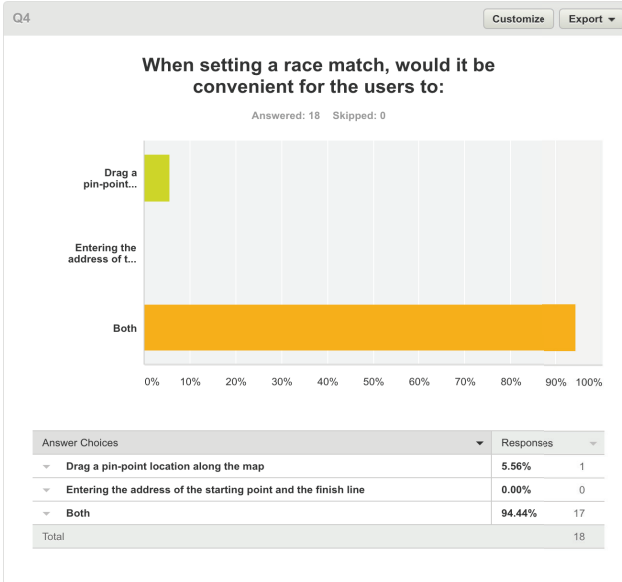 Q4
Customize
Export
When setting a race match, would it be
convenient for the users to:
Answered: 18 Skipped: 0
Drag a
pin-point...
Entering the
address of t...
Both
0% 10% 20% 30% 40% 50% 60% 70% 80% 90% 100%
Answer Choices Responses
Drag a pin-point location along the map 5.56% 1
Entering the address of the starting point and the finish line 0.00% 0
Both 94.44% 17
Total 18